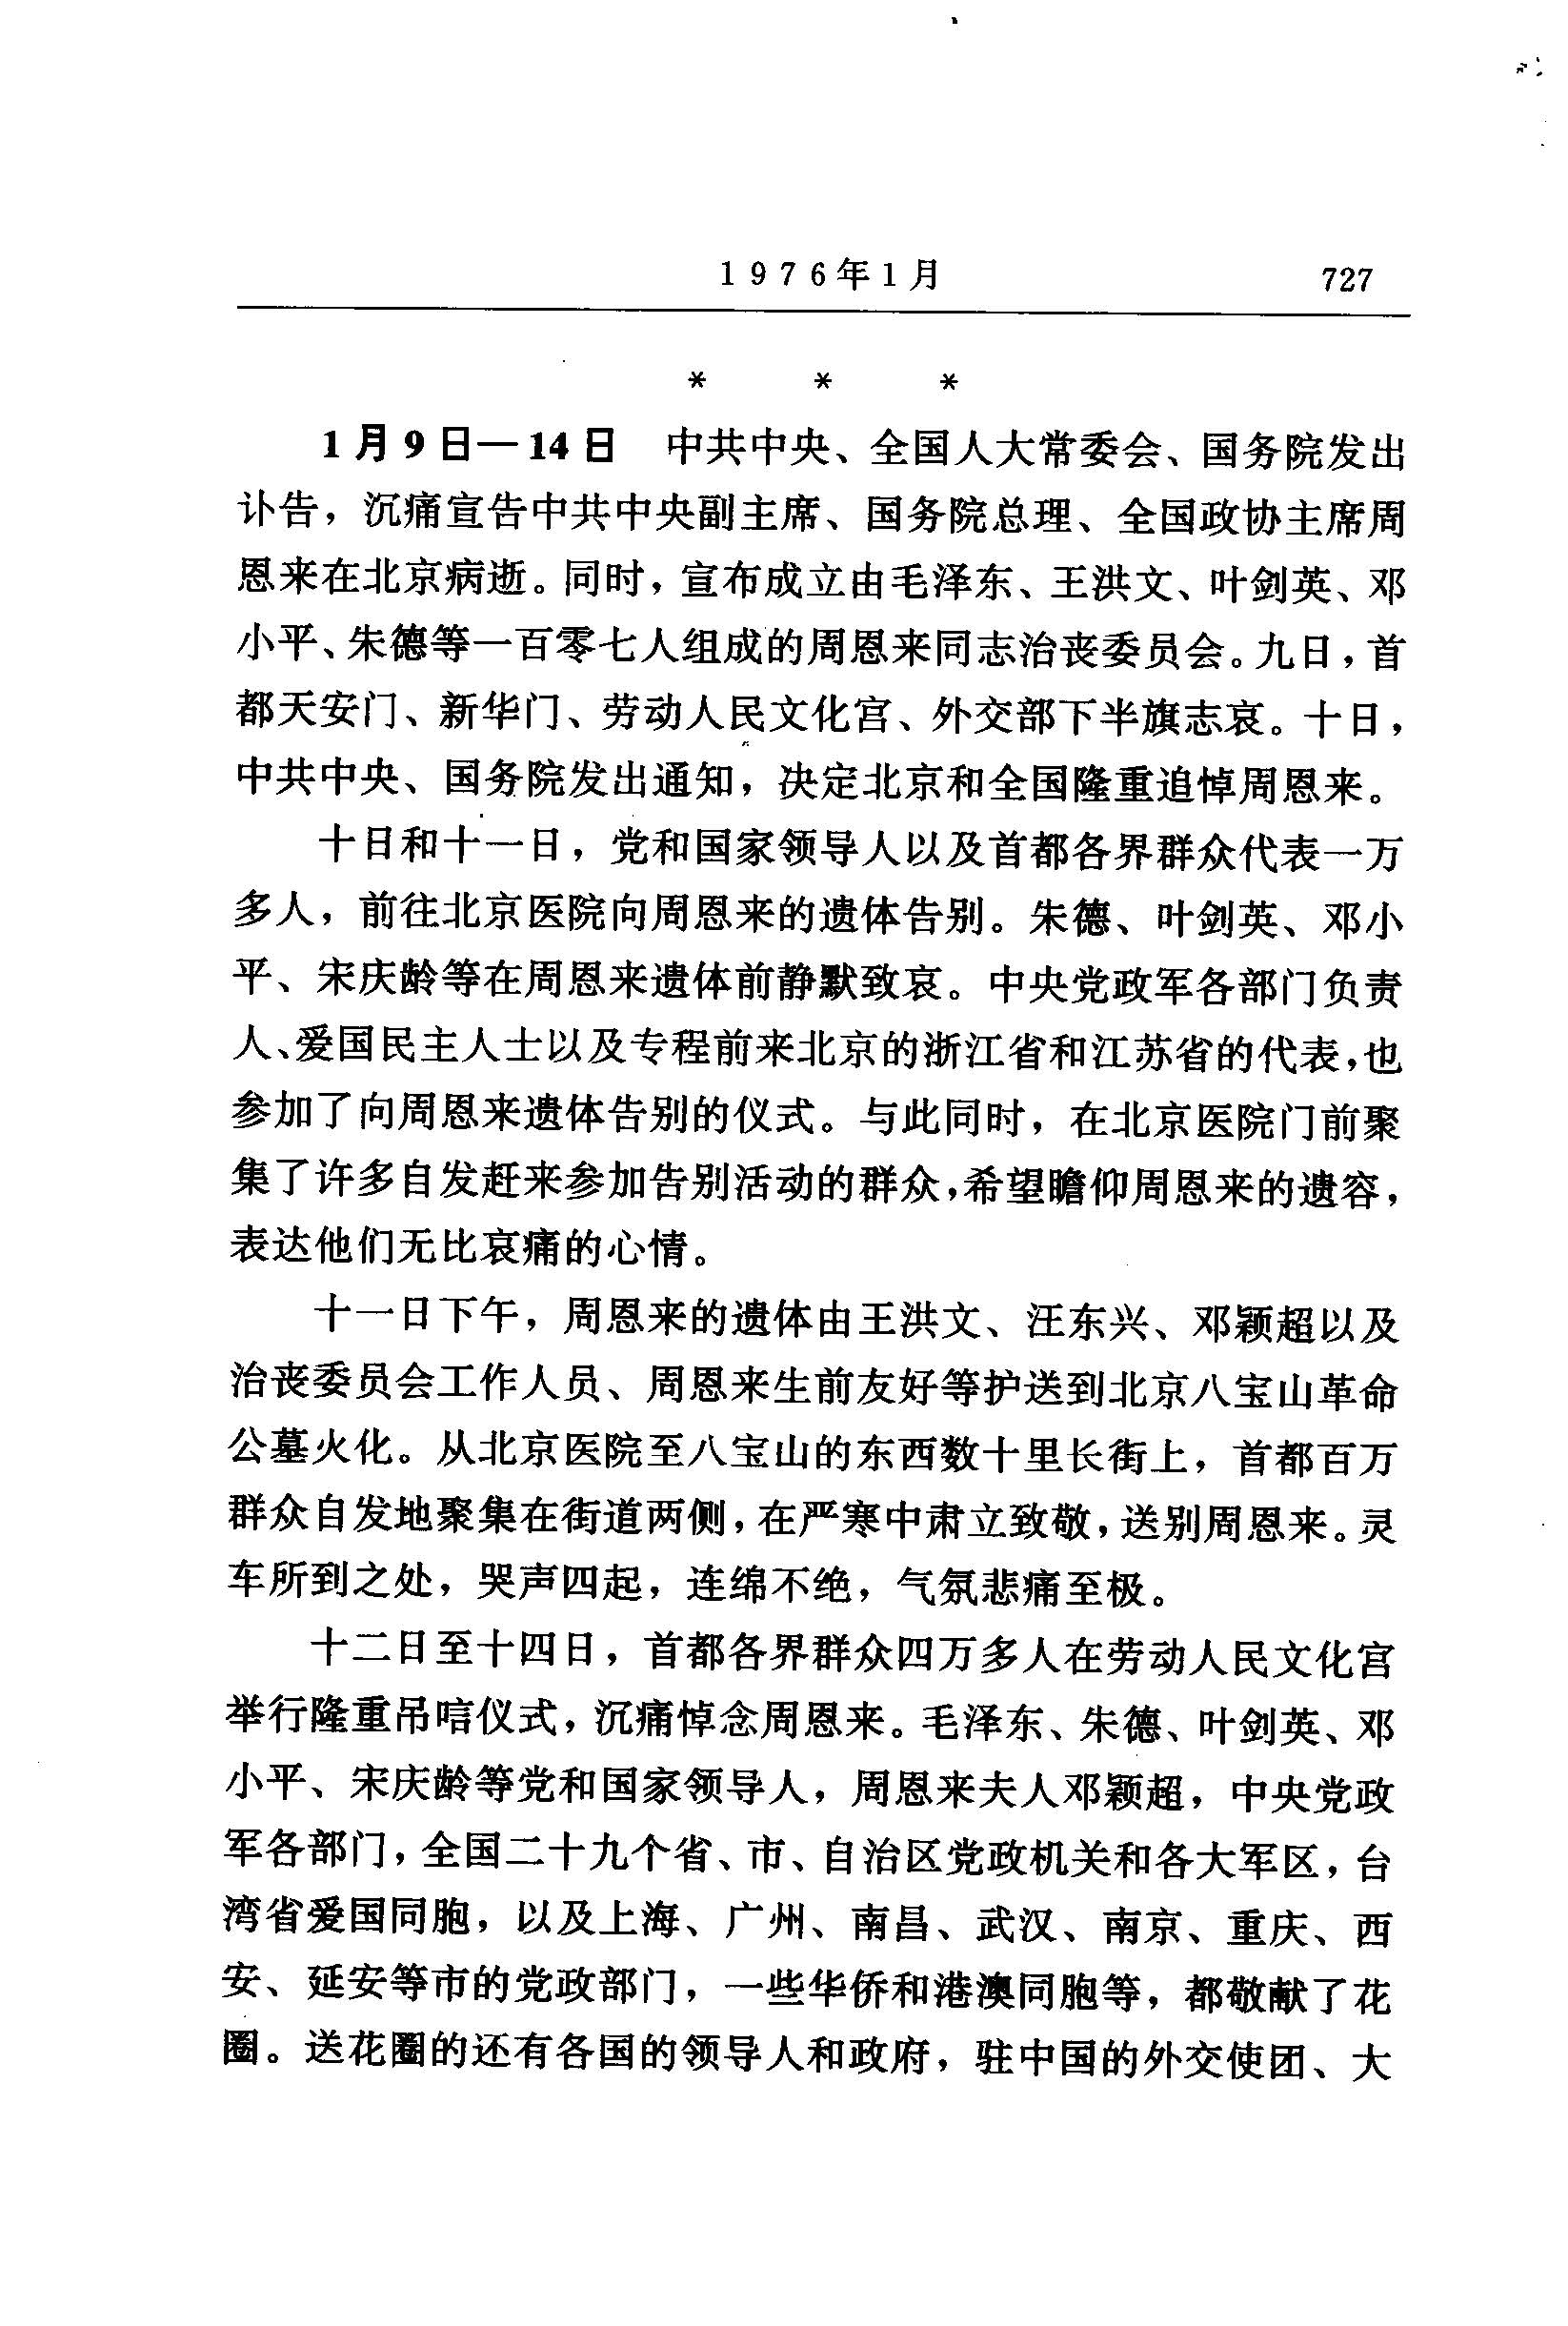 1976年1月 727
* * *
1月9日—14日 中共中央、全国人大常委会、国务院发出
讣告，沉痛宣告中共中央副主席、国务院总理、全国政协主席周
恩来在北京病逝。同时，宣布成立由毛泽东、王洪文、叶剑英、邓
小平、朱德等一百零七人组成的周恩来同志治丧委员会。九日，首
都天安门、新华门、劳动人民文化宫、外交部下半旗志哀。十日，
中共中央、国务院发出通知，决定北京和全国隆重追悼周恩来。
十日和十一日，党和国家领导人以及首都各界群众代表一万
多人，前往北京医院向周恩来的遗体告别。朱德、叶剑英、邓小
平、宋庆龄等在周恩来遗体前静默致哀。中央党政军各部门负责
人、爱国民主人士以及专程前来北京的浙江省和江苏省的代表，也
参加了向周恩来遗体告别的仪式。与此同时，在北京医院门前聚
集了许多自发赶来参加告别活动的群众，希望瞻仰周恩来的遗容，
表达他们无比哀痛的心情。
十一日下午，周恩来的遗体由王洪文、汪东兴、邓颖超以及
治丧委员会工作人员、周恩来生前友好等护送到北京八宝山革命
公墓火化。从北京医院至八宝山的东西数十里长街上，首都百万
群众自发地聚集在街道两侧，在严寒中肃立致敬，送别周恩来。灵
车所到之处，哭声四起，连绵不绝，气氛悲痛至极。
十二日至十四日，首都各界群众四万多人在劳动人民文化宫
举行隆重吊唁仪式，沉痛悼念周恩来。毛泽东、朱德、叶剑英、邓
小平、宋庆龄等党和国家领导人，周恩来夫人邓颖超，中央党政
军各部门，全国二十九个省、市、自治区党政机关和各大军区，台
湾省爱国同胞，以及上海、广州、南昌、武汉、南京、重庆、西
安、延安等市的党政部门，一些华侨和港澳同胞等，都敬献了花
圈。送花圈的还有各国的领导人和政府，驻中国的外交使团、大